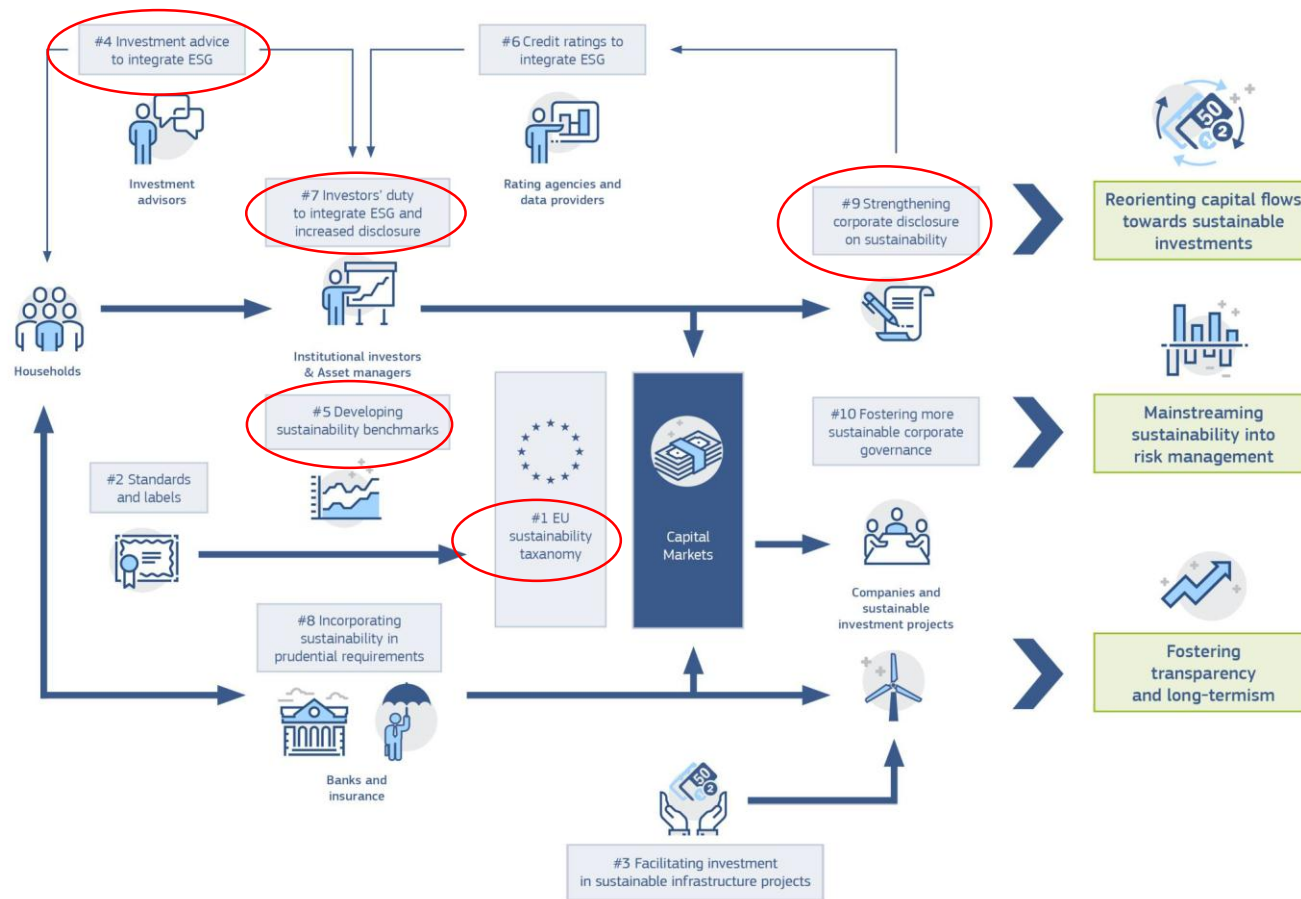 #4 Investment advice
to integrate ESG
#6 Credit ratings to
integrate ESG
Investment
advisors
#7 Investors' duty
to integrate ESG and
increased disclosure
Rating agencies and
data providers
#9 Strengthening
corporate disclosure
on sustainability
50
2
Reorienting capital flows
towards sustainable
investments
Households
Institutional investors
& Asset managers
#5 Developing
sustainability benchmarks
#10 Fostering more
sustainable corporate
governance
Mainstreaming
sustainability into
risk management
#2 Standards
and labels
#1 EU
sustainability
taxanomy
Capital
Markets
Companies and
sustainable
investment projects
#8 Incorporating
sustainability in
prudential requirements
Fostering
transparency
and long-termism
Banks and
insurance
50
2
#3 Facilitating investment
in sustainable infrastructure projects